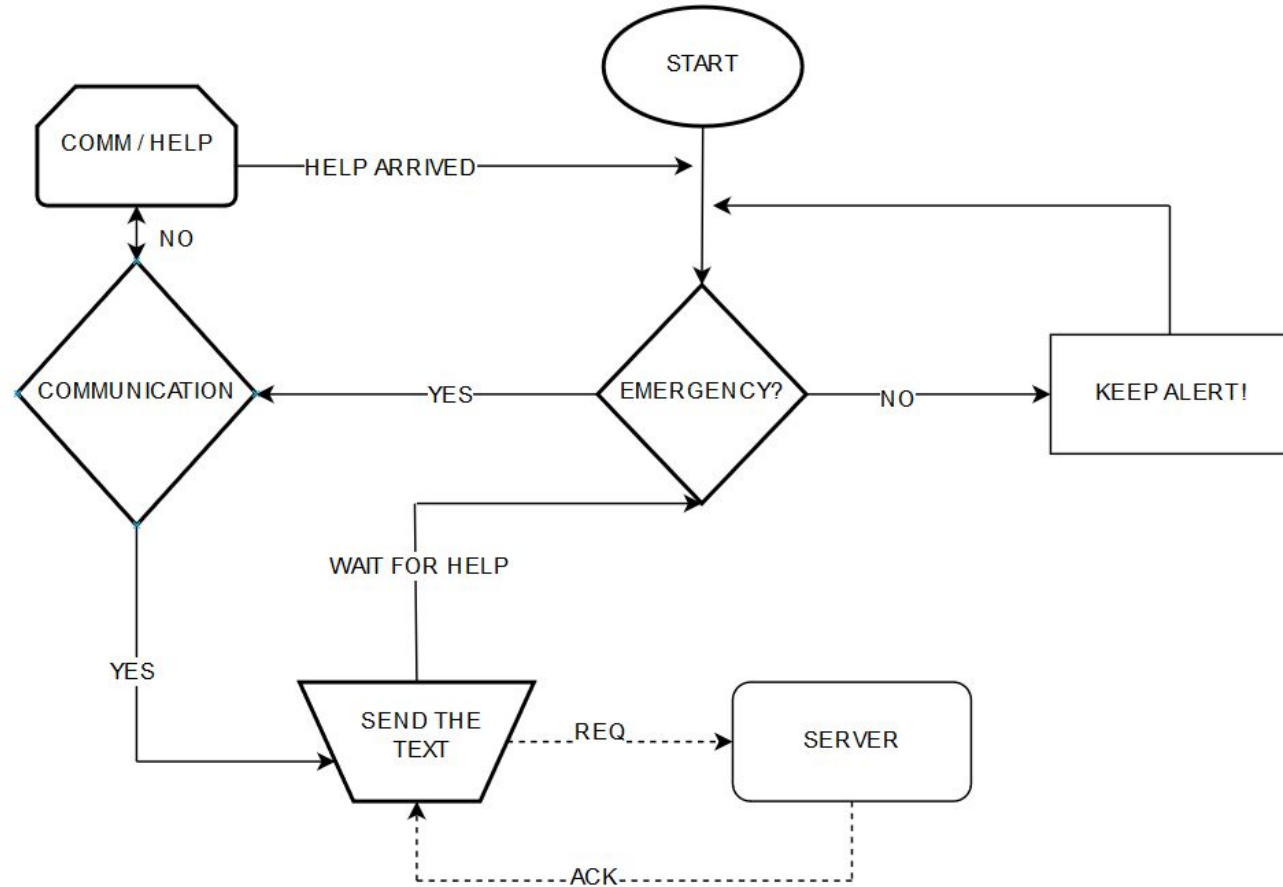 START
COMM / HELP
HELP ARRIVED
NO
COMMUNICATION
YES
EMERGENCY?
NO
KEEP ALERT!
WAIT FOR HELP
YES
SEND THE
TEXT
REQ
SERVER
ACK